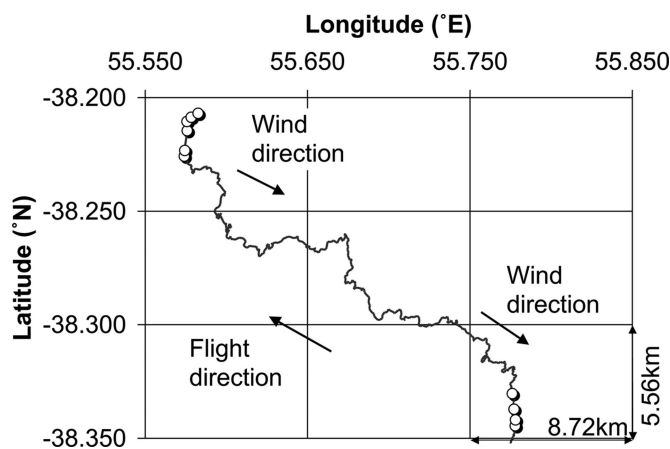 Longitude (˚E)
55.550 55.650 55.750 55.850
Latitude (˚N)
-38.200
-38.250
-38.300
-38.350
Wind
direction
Wind
direction
Flight
direction
5.56km
8.72km